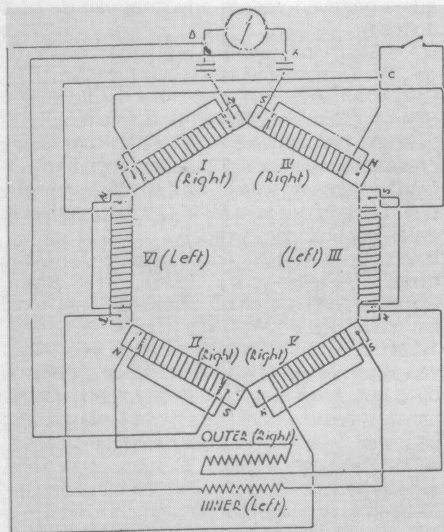 B
C
S
N
I
(Right)
IV
(Right)
N
VI (Left)
(Left) III
S
N
II
(Right)
(Right)
V
S
S
OUTER (Right).
INNER (Left).